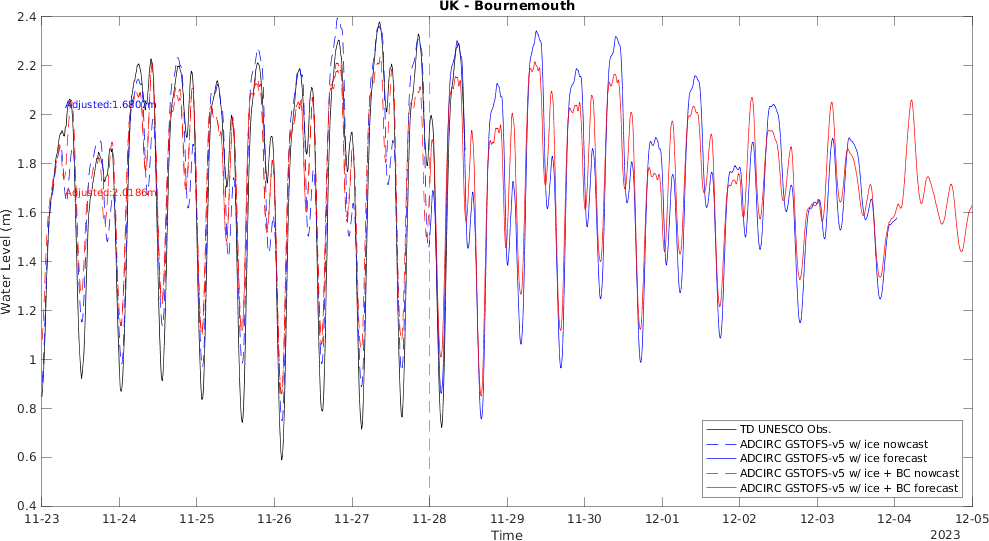 UK - Bournemouth
Water Level (m)
2.4
2.2
2
1.8
1.6
1.4
1.2
1
0.8
0.6
0.4
Adjusted:1.6807m
Adjusted:2.0186m
TD UNESCO Obs.
ADCIRC GSTOFS-v5 w/ ice nowcast
ADCIRC GSTOFS-v5 w/ ice forecast
ADCIRC GSTOFS-v5 w/ ice + BC nowcast
ADCIRC GSTOFS-v5 w/ ice + BC forecast
11-23 11-24 11-25 11-26 11-27 11-28 11-29 11-30 12-01 12-02 12-03 12-04 12-05
Time
2023